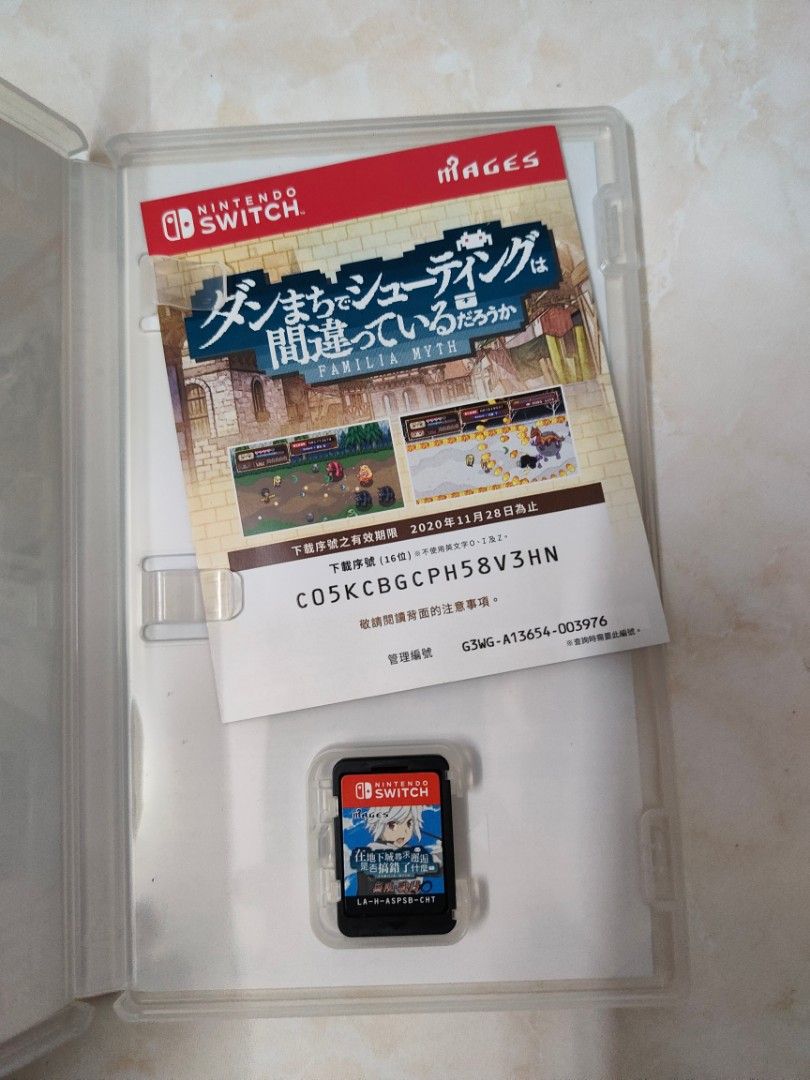 NINTENDO
SWITCH
MAGES
ダンまちでシューティングは
間違っているだろうか
FAMILIA MYTH
下載序號之有效期限 2020年11月28日為止
下載序號 (16位) ※不使用英文字O、I及Z。
C05KCBGCPH58V3HN
敬請閱讀背面的注意事項。
管理編號 G3WG-A13654-003976
※查詢時需要此編號。
NINTENDO
SWITCH
MAGES
在地下城尋求邂逅
是否搞錯了什麼
LA-H-ASPSB-CHT